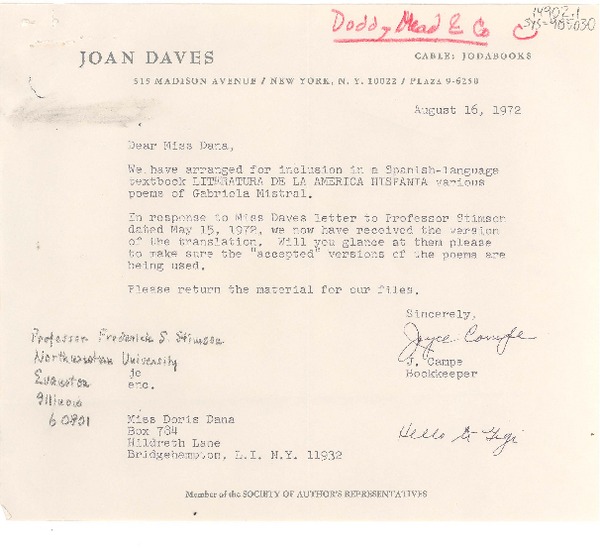 Dodd, Mead & Co
14902.1
JOAN DAVES
CABLE: JODABOOKS
515 MADISON AVENUE / NEW YORK, N. Y. 10022 / PLAZA 9-6250
August 16, 1972
Dear Miss Dana,
We have arranged for inclusion in a Spanish-language
textbook LITERATURA DE LA AMERICA HISPANIA various
poems of Gabriela Mistral.
In response to Miss Daves letter to Professor Stimson
dated May 15, 1972, we now have received the version
of the translation. Will you glance at them please
to make sure the "accepted" versions of the poems are
being used.
Please return the material for our files.
Sincerely,
Joyce Campe
J. Campe
Bookkeeper
Professor Frederick S. Stimson
Northwestern University
Evanston
Illinois
60201
jc
enc.
Miss Doris Dana
Box 784
Hildreth Lane
Bridgehampton, L.I. N.Y. 11932
Hello to Gigi
Member of the SOCIETY OF AUTHOR'S REPRESENTATIVES